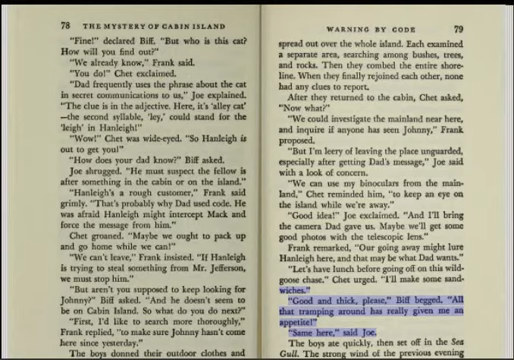 78 THE MYSTERY OF CABIN ISLAND
"Fine!" declared Biff. "But who is this cat?
How will you find out?"
"We already know," Frank said.
"You do!" Chet exclaimed.
"Dad frequently uses the phrase about the cat
in secret communications to us," Joe explained.
"The clue is in the adjective. Here, it's 'alley cat'
—the second syllable, 'ley,' could stand for the
'leigh' in Hanleigh!"
"Wow!" Chet was wide-eyed. "So Hanleigh is
out to get you!"
"How does your dad know?" Biff asked.
Joe shrugged. "He must suspect the fellow is
after something in the cabin or on the island."
"Hanleigh's a rough customer," Frank said
grimly. "That's probably why Dad used code. He
was afraid Hanleigh might intercept Mack and
force the message from him."
Chet groaned. "Maybe we ought to pack up
and go home while we can!"
"We can't leave," Frank insisted. "If Hanleigh
is trying to steal something from Mr. Jefferson,
we must stop him."
"But aren't you supposed to keep looking for
Johnny?" Biff asked. "And he doesn't seem to
be on Cabin Island. So what do you do next?"
"First, I'd like to search more thoroughly,"
Frank replied, "to make sure Johnny hasn't come
here since yesterday."
The boys donned their outdoor clothes and
WARNING BY CODE 79
spread out over the whole island. Each examined
a separate area, searching among bushes, trees,
and rocks. Then they combed the entire shore-
line. When they finally rejoined each other, none
had any clues to report.
After they returned to the cabin, Chet asked,
"Now what?"
"We could investigate the mainland near here,
and inquire if anyone has seen Johnny," Frank
proposed.
"But I'm leery of leaving the place unguarded,
especially after getting Dad's message," Joe said
with a look of concern.
"We can use my binoculars from the main-
land," Chet reminded him, "to keep an eye on
the island while we're away."
"Good idea!" Joe exclaimed. "And I'll bring
the camera Dad gave us. Maybe we'll get some
good photos with the telescopic lens."
Frank remarked, "Our going away might lure
Hanleigh here, and that may be what Dad wants."
"Let's have lunch before going off on this wild-
goose chase," Chet urged. "I'll make some sand-
wiches."
"Good and thick, please," Biff begged. "All
that tramping around has really given me an
appetite!"
"Same here," said Joe.
The boys ate quickly, then set off in the Sea
Gull. The strong wind of the previous evening